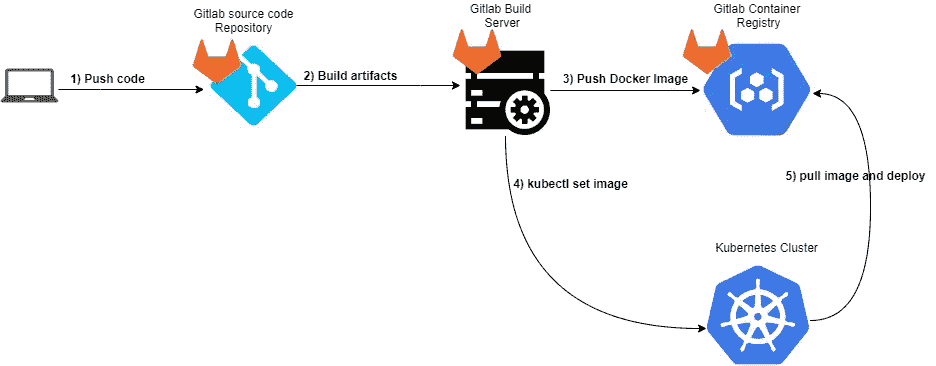 Gitlab source code
Repository
Gitlab Build
Server
Gitlab Container
Registry
1) Push code
2) Build artifacts
3) Push Docker Image
4) kubectl set image
5) pull image and deploy
Kubernetes Cluster